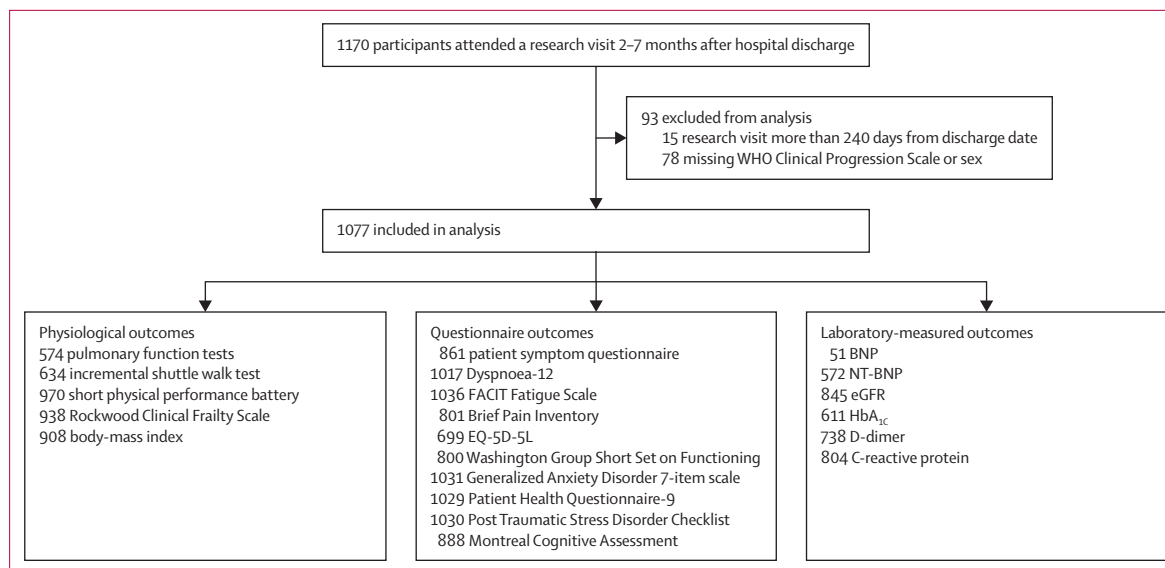 1170 participants attended a research visit 2–7 months after hospital discharge
93 excluded from analysis
15 research visit more than 240 days from discharge date
78 missing WHO Clinical Progression Scale or sex
1077 included in analysis
Physiological outcomes
574 pulmonary function tests
634 incremental shuttle walk test
970 short physical performance battery
938 Rockwood Clinical Frailty Scale
908 body-mass index
Questionnaire outcomes
861 patient symptom questionnaire
1017 Dyspnoea-12
1036 FACIT Fatigue Scale
801 Brief Pain Inventory
699 EQ-5D-5L
800 Washington Group Short Set on Functioning
1031 Generalized Anxiety Disorder 7-item scale
1029 Patient Health Questionnaire-9
1030 Post Traumatic Stress Disorder Checklist
888 Montreal Cognitive Assessment
Laboratory-measured outcomes
51 BNP
572 NT-BNP
845 eGFR
611 HbA1C
738 D-dimer
804 C-reactive protein